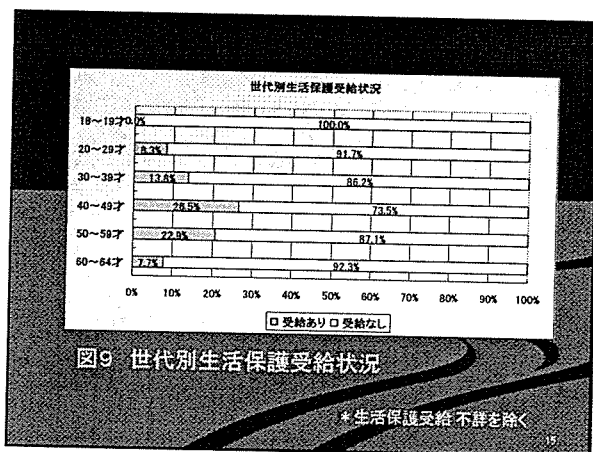 世代別生活保護受給状況
18～19才 0.0% 100.0%
20～29才 8.3% 91.7%
30～39才 13.8% 86.2%
40～49才 26.5% 73.5%
50～59才 22.9% 87.1%
60～64才 7.7% 92.3%
0% 10% 20% 30% 40% 50% 60% 70% 80% 90% 100%
□ 受給あり □ 受給なし
図9 世代別生活保護受給状況
＊生活保護受給 不詳を除く
15